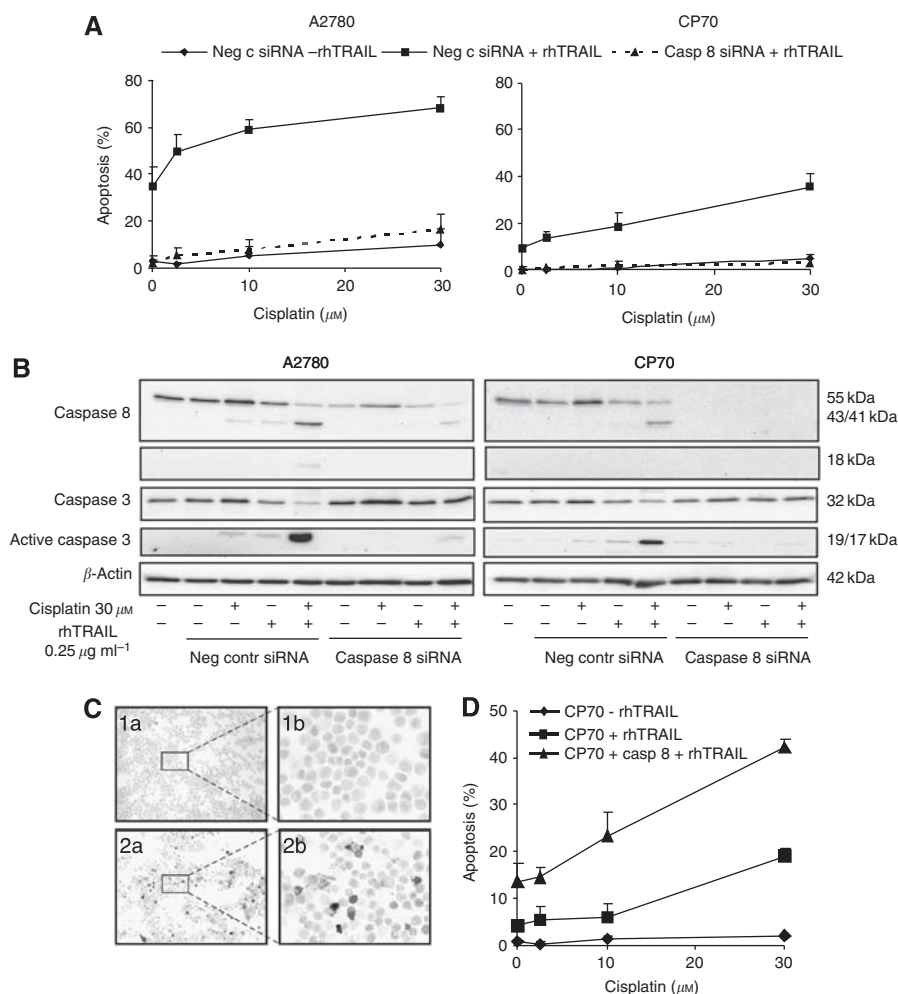 A
A2780
CP70
Neg c siRNA –rhTRAIL
Neg c siRNA + rhTRAIL
Casp 8 siRNA + rhTRAIL
Apoptosis (%)
80
60
40
20
0
0
10
20
30
Cisplatin (μM)
80
60
40
20
0
0
10
20
30
Cisplatin (μM)
B
A2780
CP70
Caspase 8
55 kDa
43/41 kDa
18 kDa
Caspase 3
32 kDa
Active caspase 3
19/17 kDa
β-Actin
42 kDa
Cisplatin 30 μM
– – + – + – + – +
– – + – + – + – +
rhTRAIL
0.25 μg ml⁻¹
– – – + + – – + +
– – – + + – – + +
Neg contr siRNA
Caspase 8 siRNA
Neg contr siRNA
Caspase 8 siRNA
C
1a
1b
2a
2b
D
CP70 - rhTRAIL
CP70 + rhTRAIL
CP70 + casp 8 + rhTRAIL
Apoptosis (%)
50
40
30
20
10
0
0
10
20
30
Cisplatin (μM)